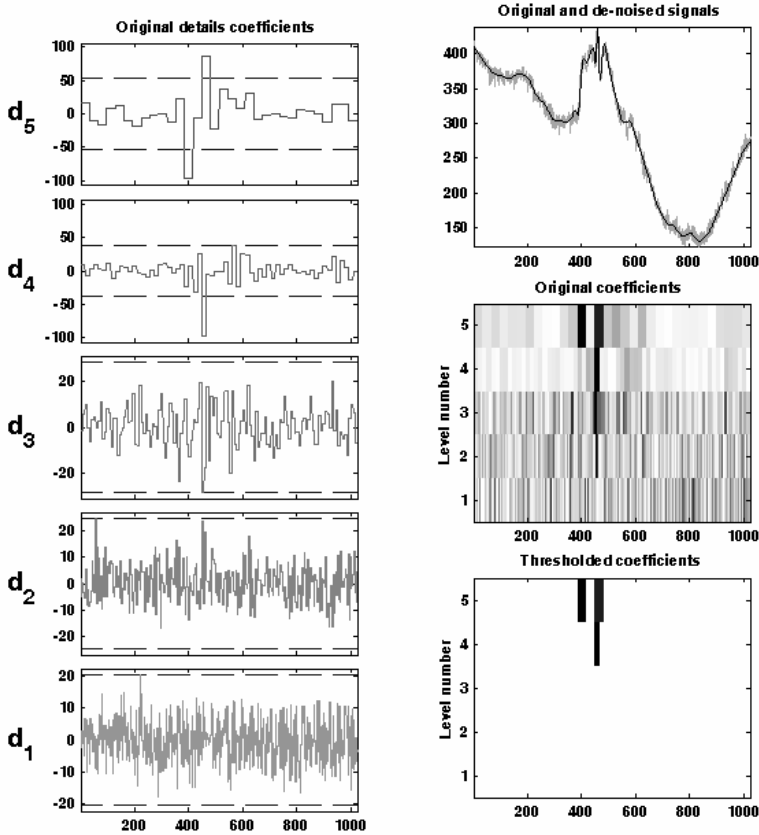 Original details coefficients
100
50
0
-50
-100
d5
100
50
0
-50
-100
d4
20
0
-20
d3
20
10
0
-10
-20
d2
20
10
0
-10
-20
d1
200 400 600 800 1000
Original and de-noised signals
400
350
300
250
200
150
200 400 600 800 1000
Original coefficients
5
4
3
2
1
Level number
200 400 600 800 1000
Thresholded coefficients
5
4
3
2
1
Level number
200 400 600 800 1000